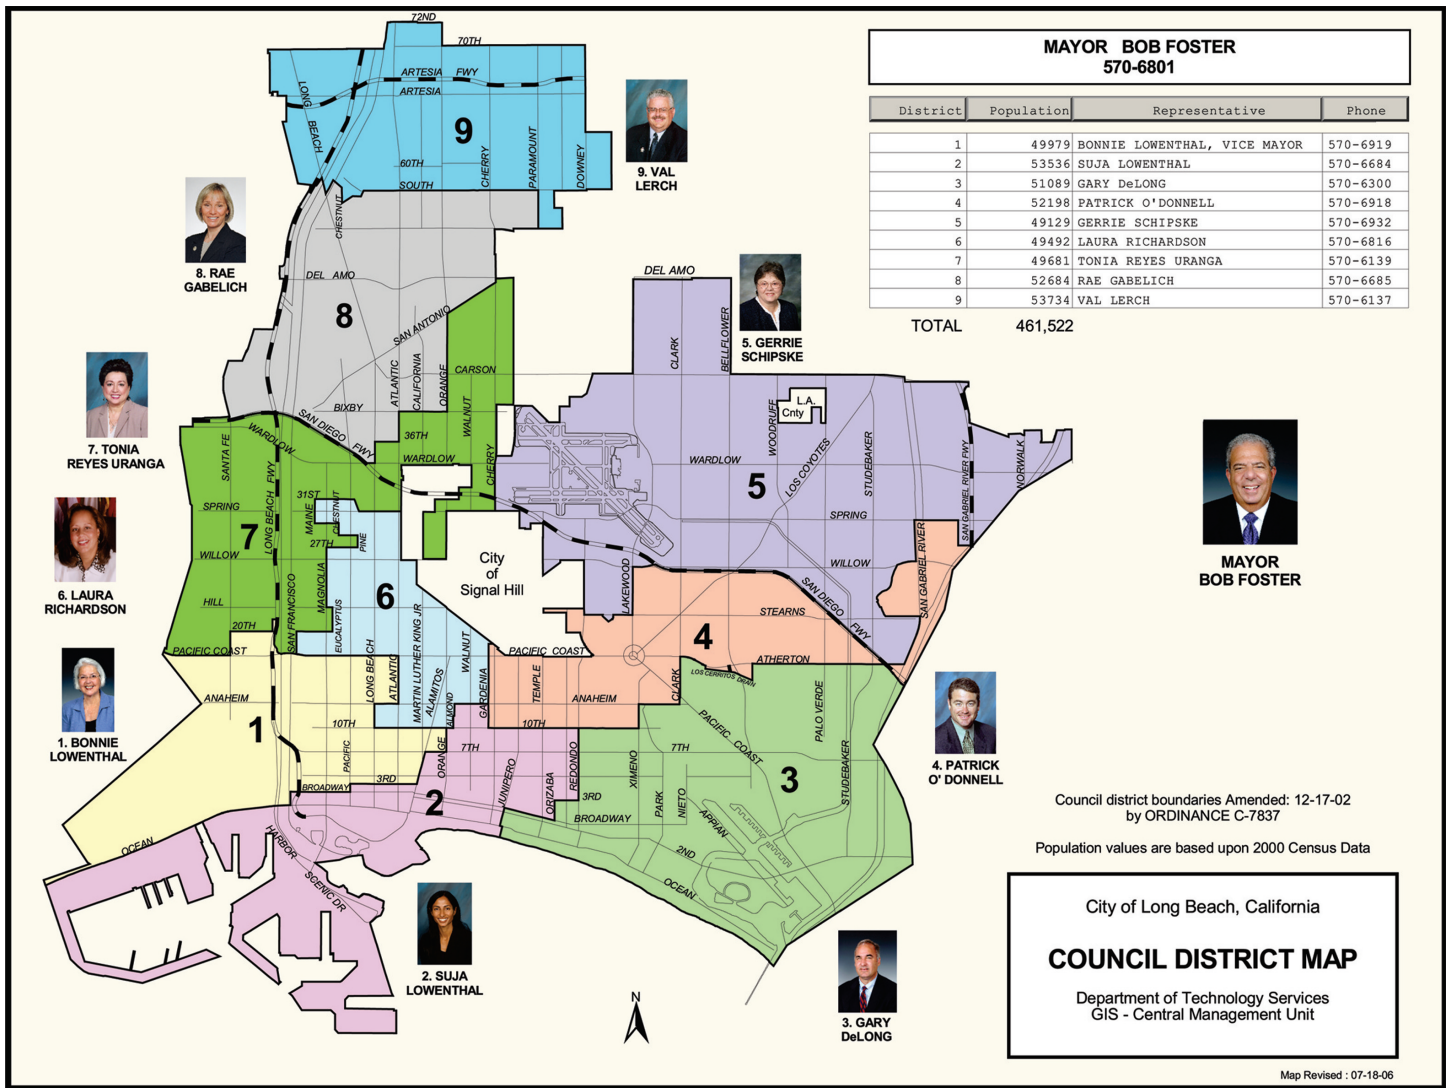 MAYOR BOB FOSTER
570-6801
District Population Representative Phone
1 49979 BONNIE LOWENTHAL, VICE MAYOR 570-6919
2 53536 SUJA LOWENTHAL 570-6684
3 51089 GARY DeLONG 570-6300
4 52198 PATRICK O'DONNELL 570-6918
5 49129 GERRIE SCHIPSKE 570-6932
6 49492 LAURA RICHARDSON 570-6816
7 49681 TONIA REYES URANGA 570-6139
8 52684 RAE GABELICH 570-6685
9 53734 VAL LERCH 570-6137
TOTAL 461,522
72ND
70TH
ARTESIA FWY
ARTESIA
LONG BEACH
9
CHERRY
PARAMOUNT
DOWNEY
60TH
SOUTH
9. VAL
LERCH
8. RAE
GABELICH
CHESTNUT
DEL AMO
8
SAN ANTONIO
ATLANTIC
CALIFORNIA
ORANGE
BIXBY
CARSON
WALNUT
CHERRY
36TH
WARDLOW
SAN DIEGO FWY
DEL AMO
CLARK
BELLFLOWER
5. GERRIE
SCHIPSKE
L.A.
Cnty
WOODRUFF
LOS COYOTES
STUDEBAKER
WARDLOW
5
SPRING
WILLOW
SAN GABRIEL RIVER FWY
NORWALK
SAN GABRIEL RIVER
LAKEWOOD
SAN DIEGO FWY
7. TONIA
REYES URANGA
SANTA FE
WARDLOW
LONG BEACH FWY
SPRING
7
31ST
MAINE
CHESTNUT
27TH
PINE
WILLOW
MAGNOLIA
HILL
SAN FRANCISCO
20TH
PACIFIC COAST
City
of
Signal Hill
6. LAURA
RICHARDSON
6
EUCALYPTUS
LONG BEACH
ATLANTIC
MARTIN LUTHER KING JR
ALAMITOS
WALNUT
GARDENIA
ALMOND
STEARNS
4
PACIFIC COAST
ATHERTON
LOS CERRITOS DRAIN
TEMPLE
ANAHEIM
CLARK
10TH
1. BONNIE
LOWENTHAL
ANAHEIM
1
10TH
PACIFIC
3RD
BROADWAY
OCEAN
ORANGE
7TH
JUNIPERO
ORIZABA
REDONDO
2
HARBOR SCENIC DR
2. SUJA
LOWENTHAL
PACIFIC COAST
PALO VERDE
STUDEBAKER
7TH
XIMENO
PARK
NIETO
3
3RD
BROADWAY
APPIAN
2ND
OCEAN
4. PATRICK
O' DONNELL
3. GARY
DeLONG
N
MAYOR
BOB FOSTER
Council district boundaries Amended: 12-17-02
by ORDINANCE C-7837
Population values are based upon 2000 Census Data
City of Long Beach, California
COUNCIL DISTRICT MAP
Department of Technology Services
GIS - Central Management Unit
Map Revised : 07-18-06